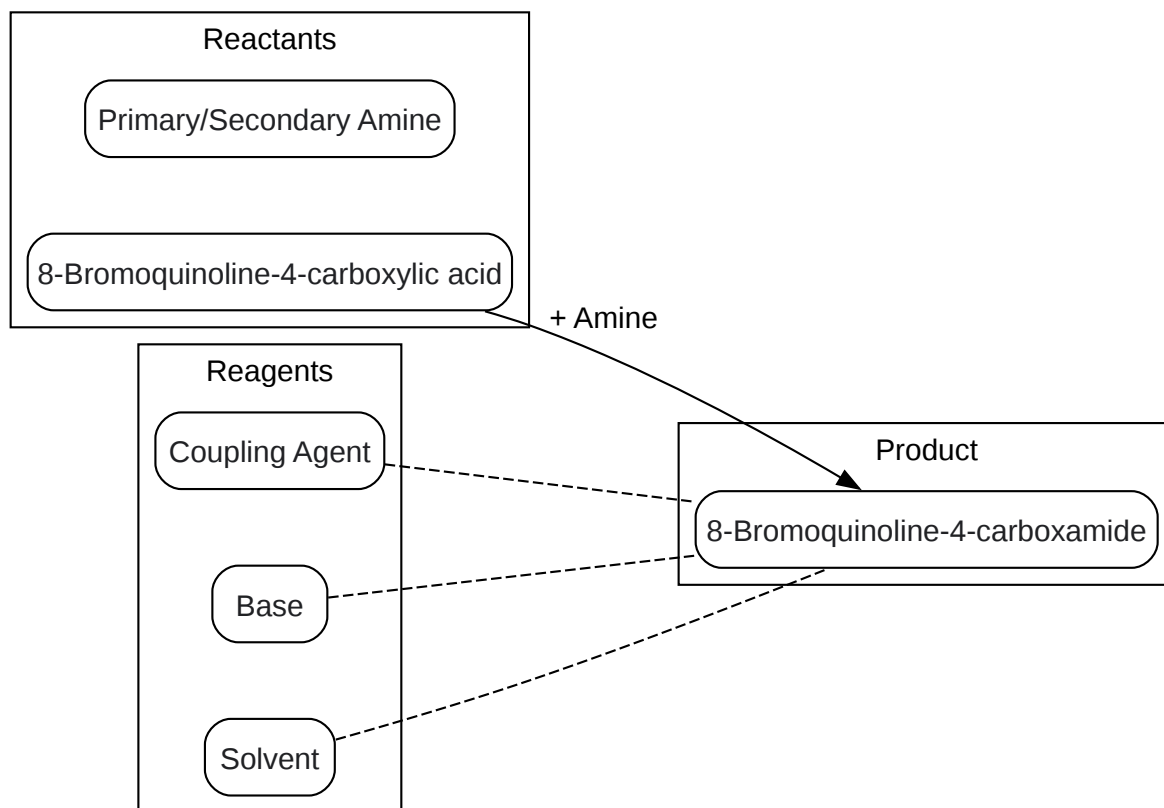 Reactants
Primary/Secondary Amine
8-Bromoquinoline-4-carboxylic acid
+ Amine
Reagents
Coupling Agent
Base
Solvent
Product
8-Bromoquinoline-4-carboxamide